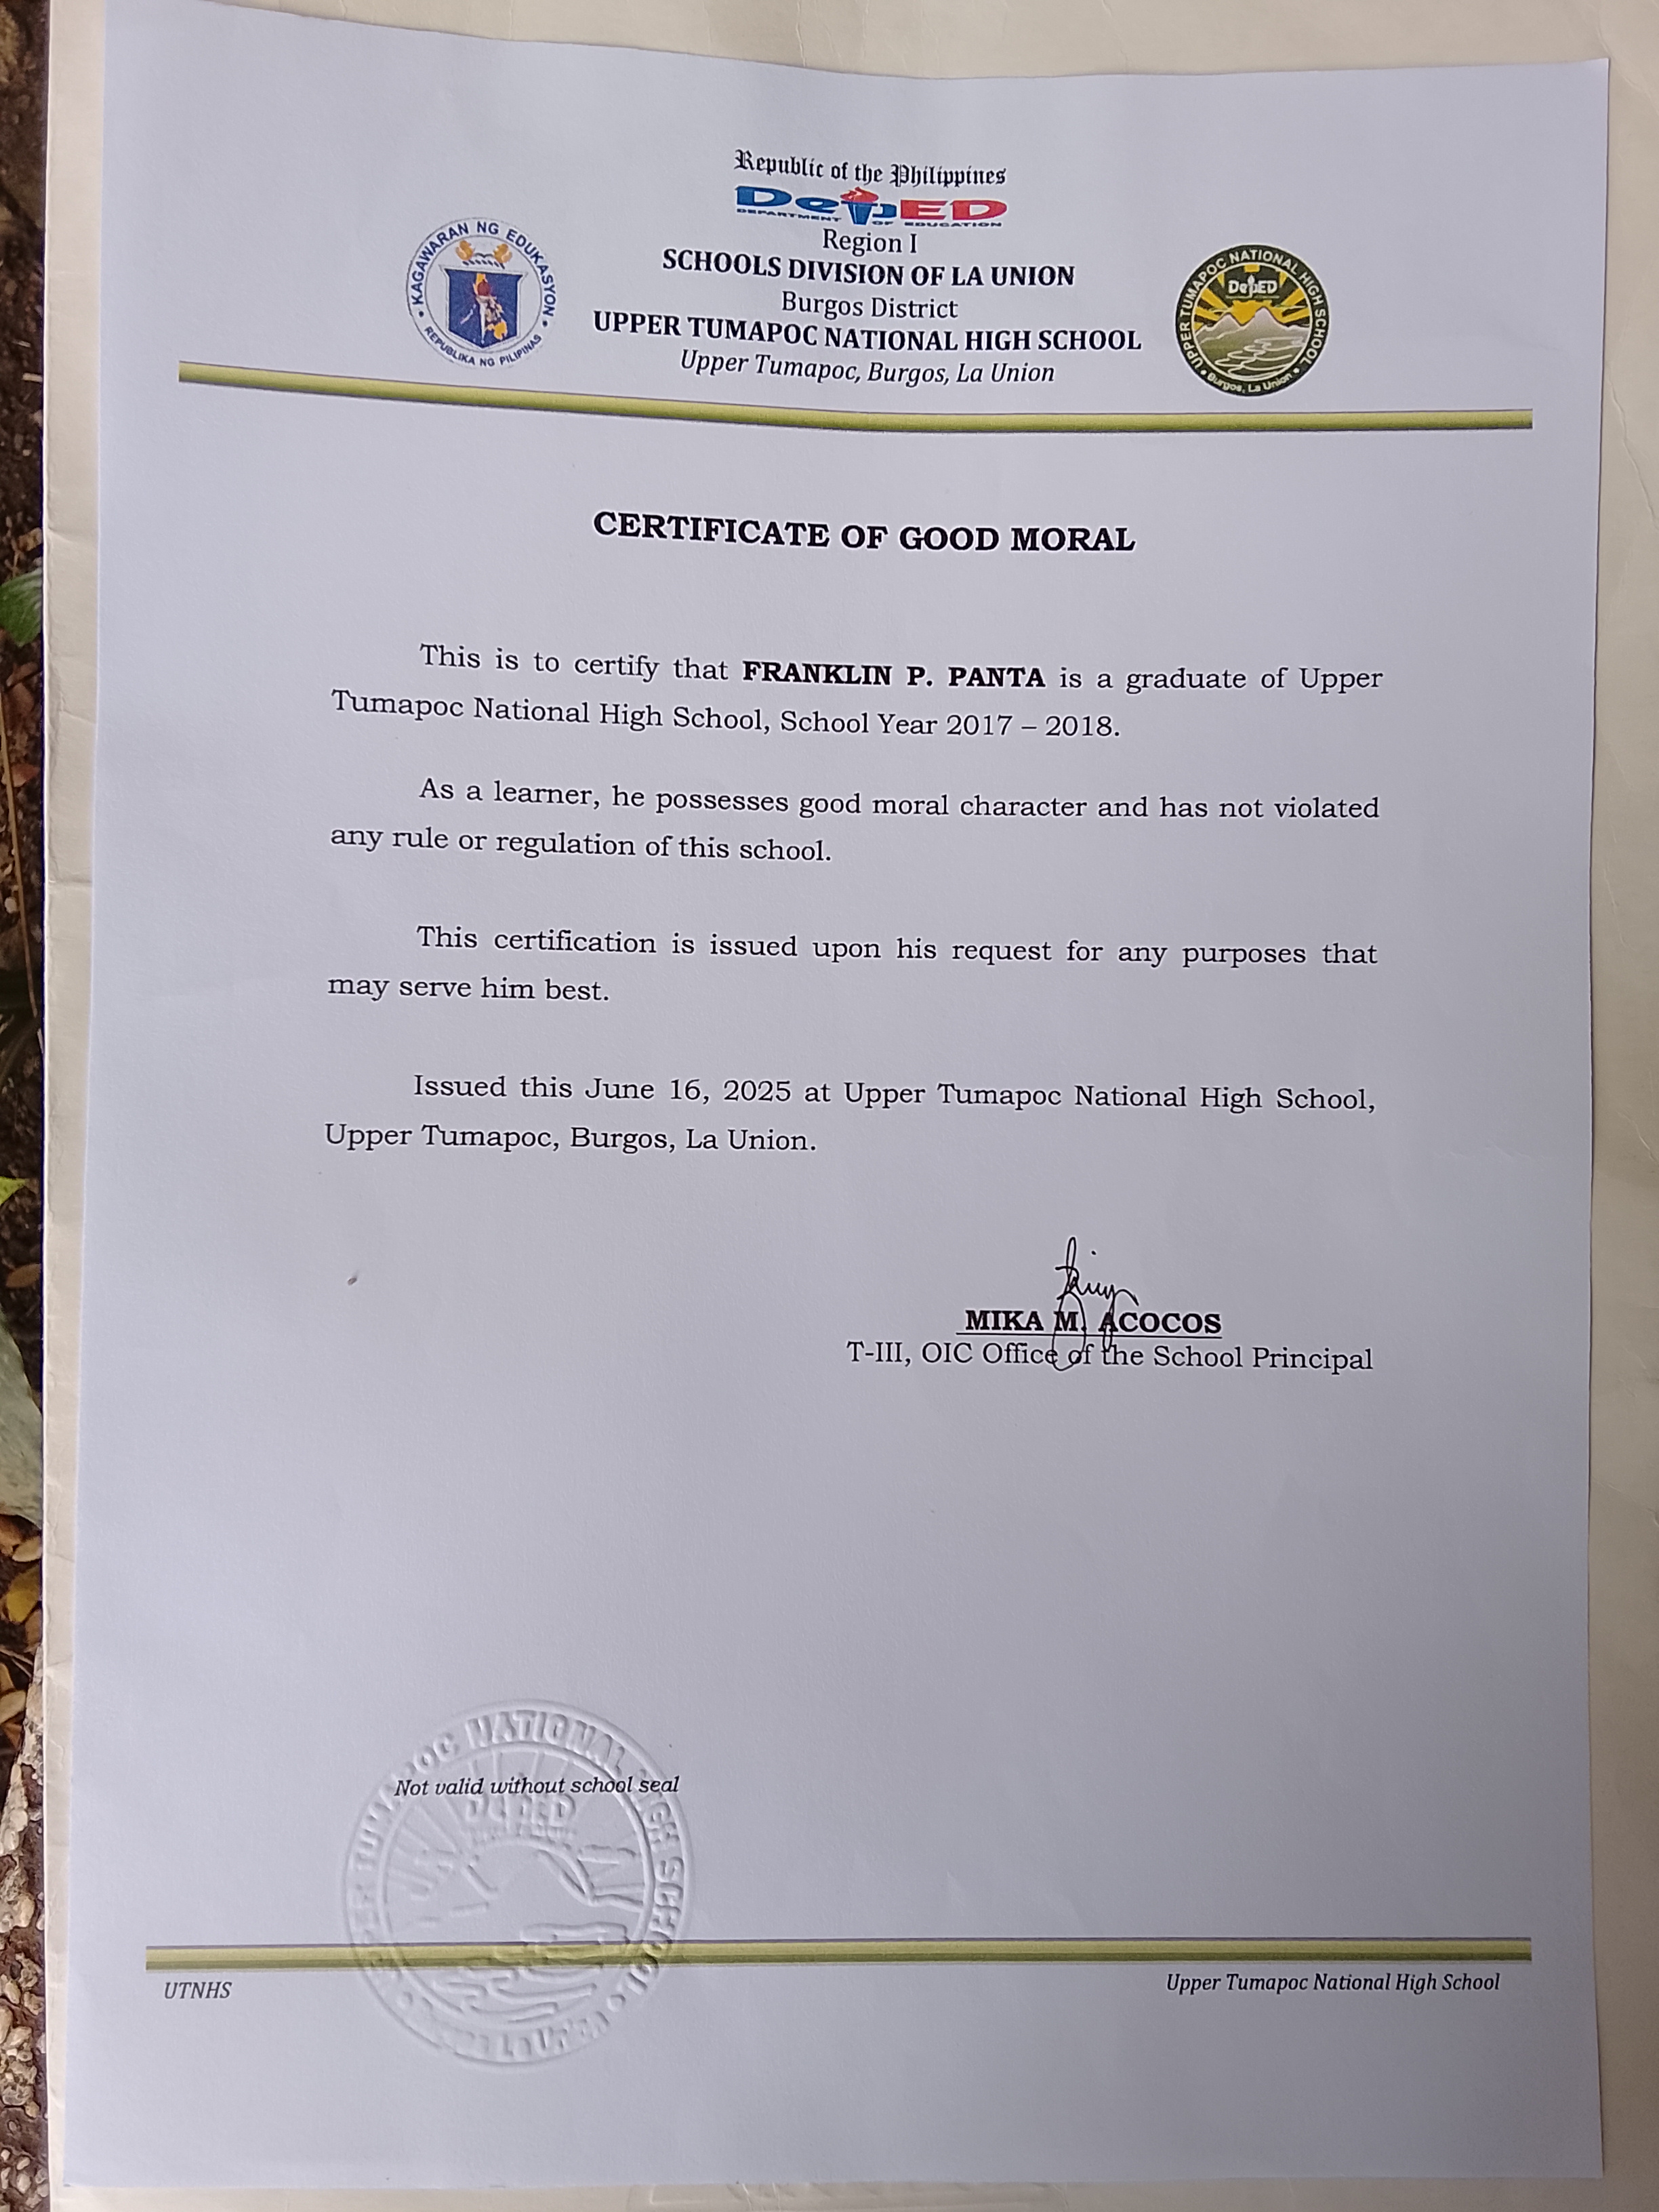 Republic of the Philippines
DepED
DEPARTMENT OF EDUCATION
Region I
SCHOOLS DIVISION OF LA UNION
Burgos District
UPPER TUMAPOC NATIONAL HIGH SCHOOL
Upper Tumapoc, Burgos, La Union
KAGAWARAN NG EDUKASYON
REPUBLIKA NG PILIPINAS
UPPER TUMAPOC NATIONAL HIGH SCHOOL
DepED
Burgos, La Union
CERTIFICATE OF GOOD MORAL
This is to certify that FRANKLIN P. PANTA is a graduate of Upper
Tumapoc National High School, School Year 2017 – 2018.
As a learner, he possesses good moral character and has not violated
any rule or regulation of this school.
This certification is issued upon his request for any purposes that
may serve him best.
Issued this June 16, 2025 at Upper Tumapoc National High School,
Upper Tumapoc, Burgos, La Union.
MIKA M. ACOCOS
T-III, OIC Office of the School Principal
Not valid without school seal
NATIONAL HIGH SCHOOL
DepED
UTNHS
Upper Tumapoc National High School